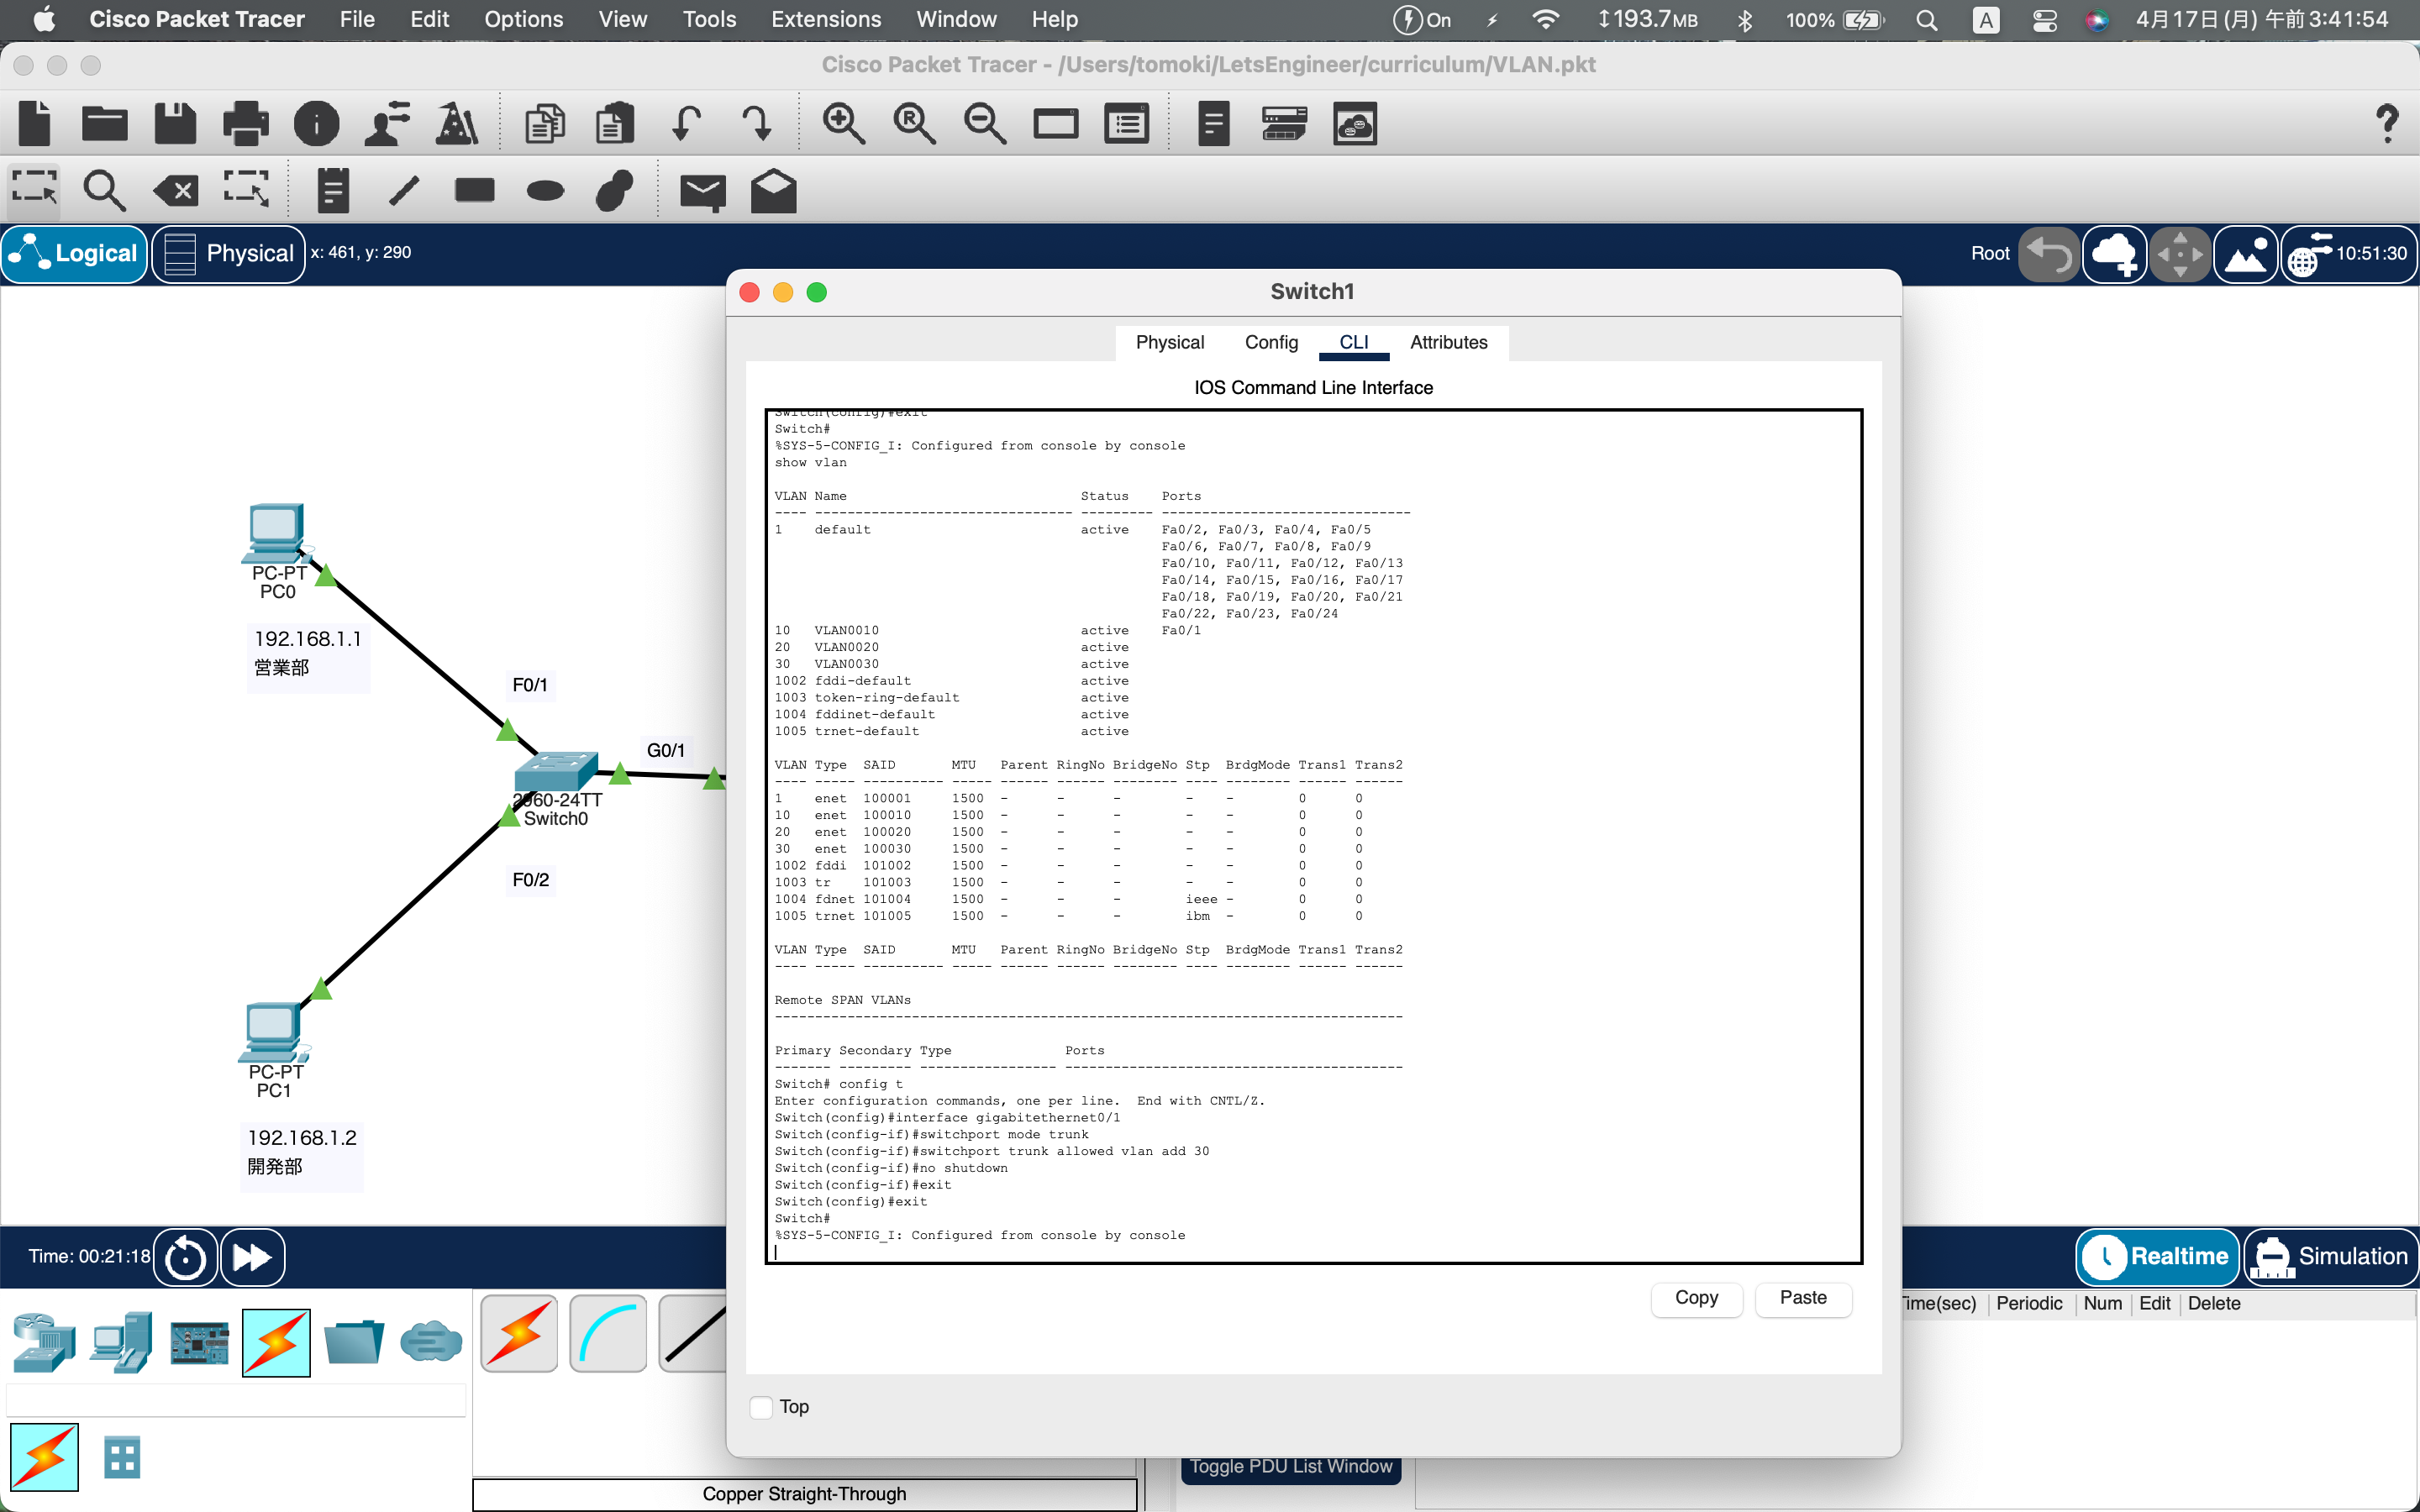 Cisco Packet Tracer File Edit Options View Tools Extensions Window Help On 193.7MB 100% A 4月17日(月) 午前3:41:54
Cisco Packet Tracer - /Users/tomoki/LetsEngineer/curriculum/VLAN.pkt
Logical Physical x: 461, y: 290 Root 10:51:30
PC-PT
PC0
192.168.1.1
営業部
F0/1
G0/1
2960-24TT
Switch0
F0/2
PC-PT
PC1
192.168.1.2
開発部
Switch1
Physical Config CLI Attributes
IOS Command Line Interface
Switch(config)#exit
Switch#
%SYS-5-CONFIG_I: Configured from console by console
show vlan
VLAN Name Status Ports
---- -------------------------------- --------- -------------------------------
1 default active Fa0/2, Fa0/3, Fa0/4, Fa0/5
Fa0/6, Fa0/7, Fa0/8, Fa0/9
Fa0/10, Fa0/11, Fa0/12, Fa0/13
Fa0/14, Fa0/15, Fa0/16, Fa0/17
Fa0/18, Fa0/19, Fa0/20, Fa0/21
Fa0/22, Fa0/23, Fa0/24
10 VLAN0010 active Fa0/1
20 VLAN0020 active
30 VLAN0030 active
1002 fddi-default active
1003 token-ring-default active
1004 fddinet-default active
1005 trnet-default active
VLAN Type SAID MTU Parent RingNo BridgeNo Stp BrdgMode Trans1 Trans2
---- ----- ---------- ----- ------ ------ -------- ---- -------- ------ ------
1 enet 100001 1500 - - - - - 0 0
10 enet 100010 1500 - - - - - 0 0
20 enet 100020 1500 - - - - - 0 0
30 enet 100030 1500 - - - - - 0 0
1002 fddi 101002 1500 - - - - - 0 0
1003 tr 101003 1500 - - - - - 0 0
1004 fdnet 101004 1500 - - - ieee - 0 0
1005 trnet 101005 1500 - - - ibm - 0 0
VLAN Type SAID MTU Parent RingNo BridgeNo Stp BrdgMode Trans1 Trans2
---- ----- ---------- ----- ------ ------ -------- ---- -------- ------ ------
Remote SPAN VLANs
------------------------------------------------------------------------------
Primary Secondary Type Ports
------- --------- ----------------- ------------------------------------------
Switch# config t
Enter configuration commands, one per line. End with CNTL/Z.
Switch(config)#interface gigabitethernet0/1
Switch(config-if)#switchport mode trunk
Switch(config-if)#switchport trunk allowed vlan add 30
Switch(config-if)#no shutdown
Switch(config-if)#exit
Switch(config)#exit
Switch#
%SYS-5-CONFIG_I: Configured from console by console
Copy Paste
Top
Time: 00:21:18 Realtime Simulation
Time(sec) Periodic Num Edit Delete
Toggle PDU List Window
Copper Straight-Through